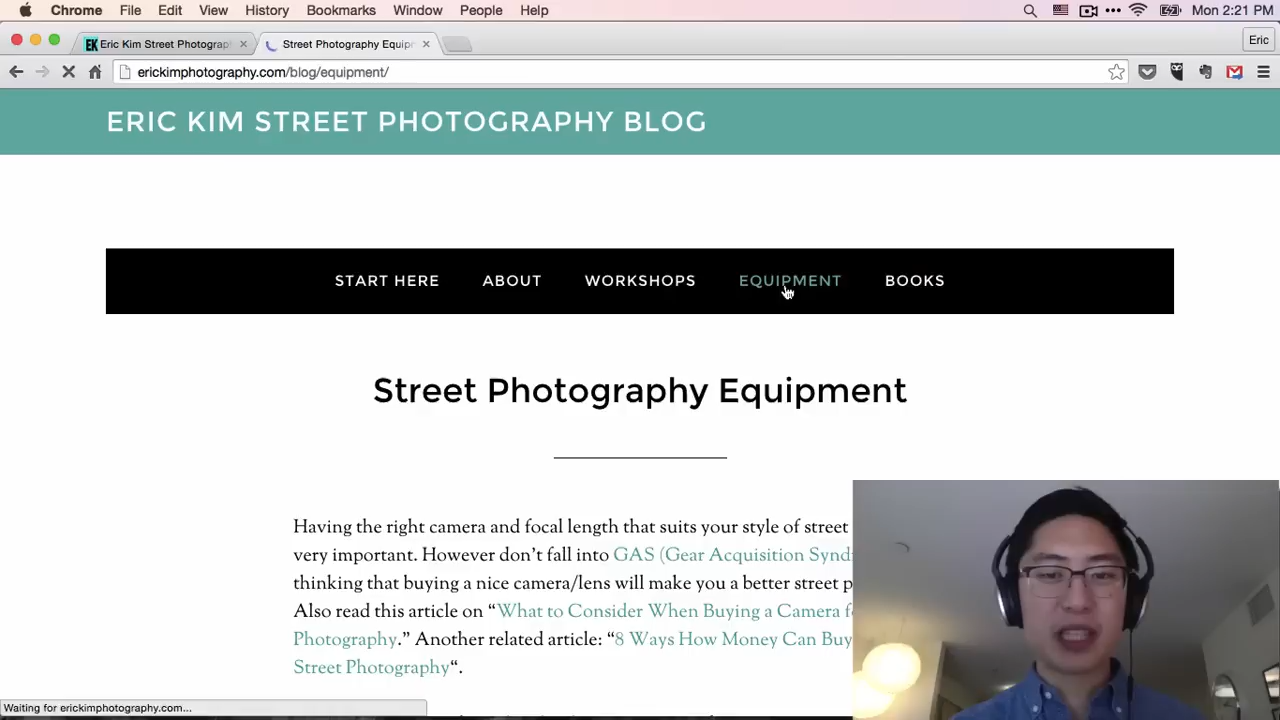 Chrome File Edit View History Bookmarks Window People Help Mon 2:21 PM
Eric Kim Street Photograp Street Photography Equip Eric
erickimphotography.com/blog/equipment/
ERIC KIM STREET PHOTOGRAPHY BLOG
START HERE ABOUT WORKSHOPS EQUIPMENT BOOKS
Street Photography Equipment
Having the right camera and focal length that suits your style of street
very important. However don’t fall into GAS (Gear Acquisition Synd
thinking that buying a nice camera/lens will make you a better street p
Also read this article on “What to Consider When Buying a Camera f
Photography.” Another related article: “8 Ways How Money Can Buy
Street Photography“.
Waiting for erickimphotography.com...